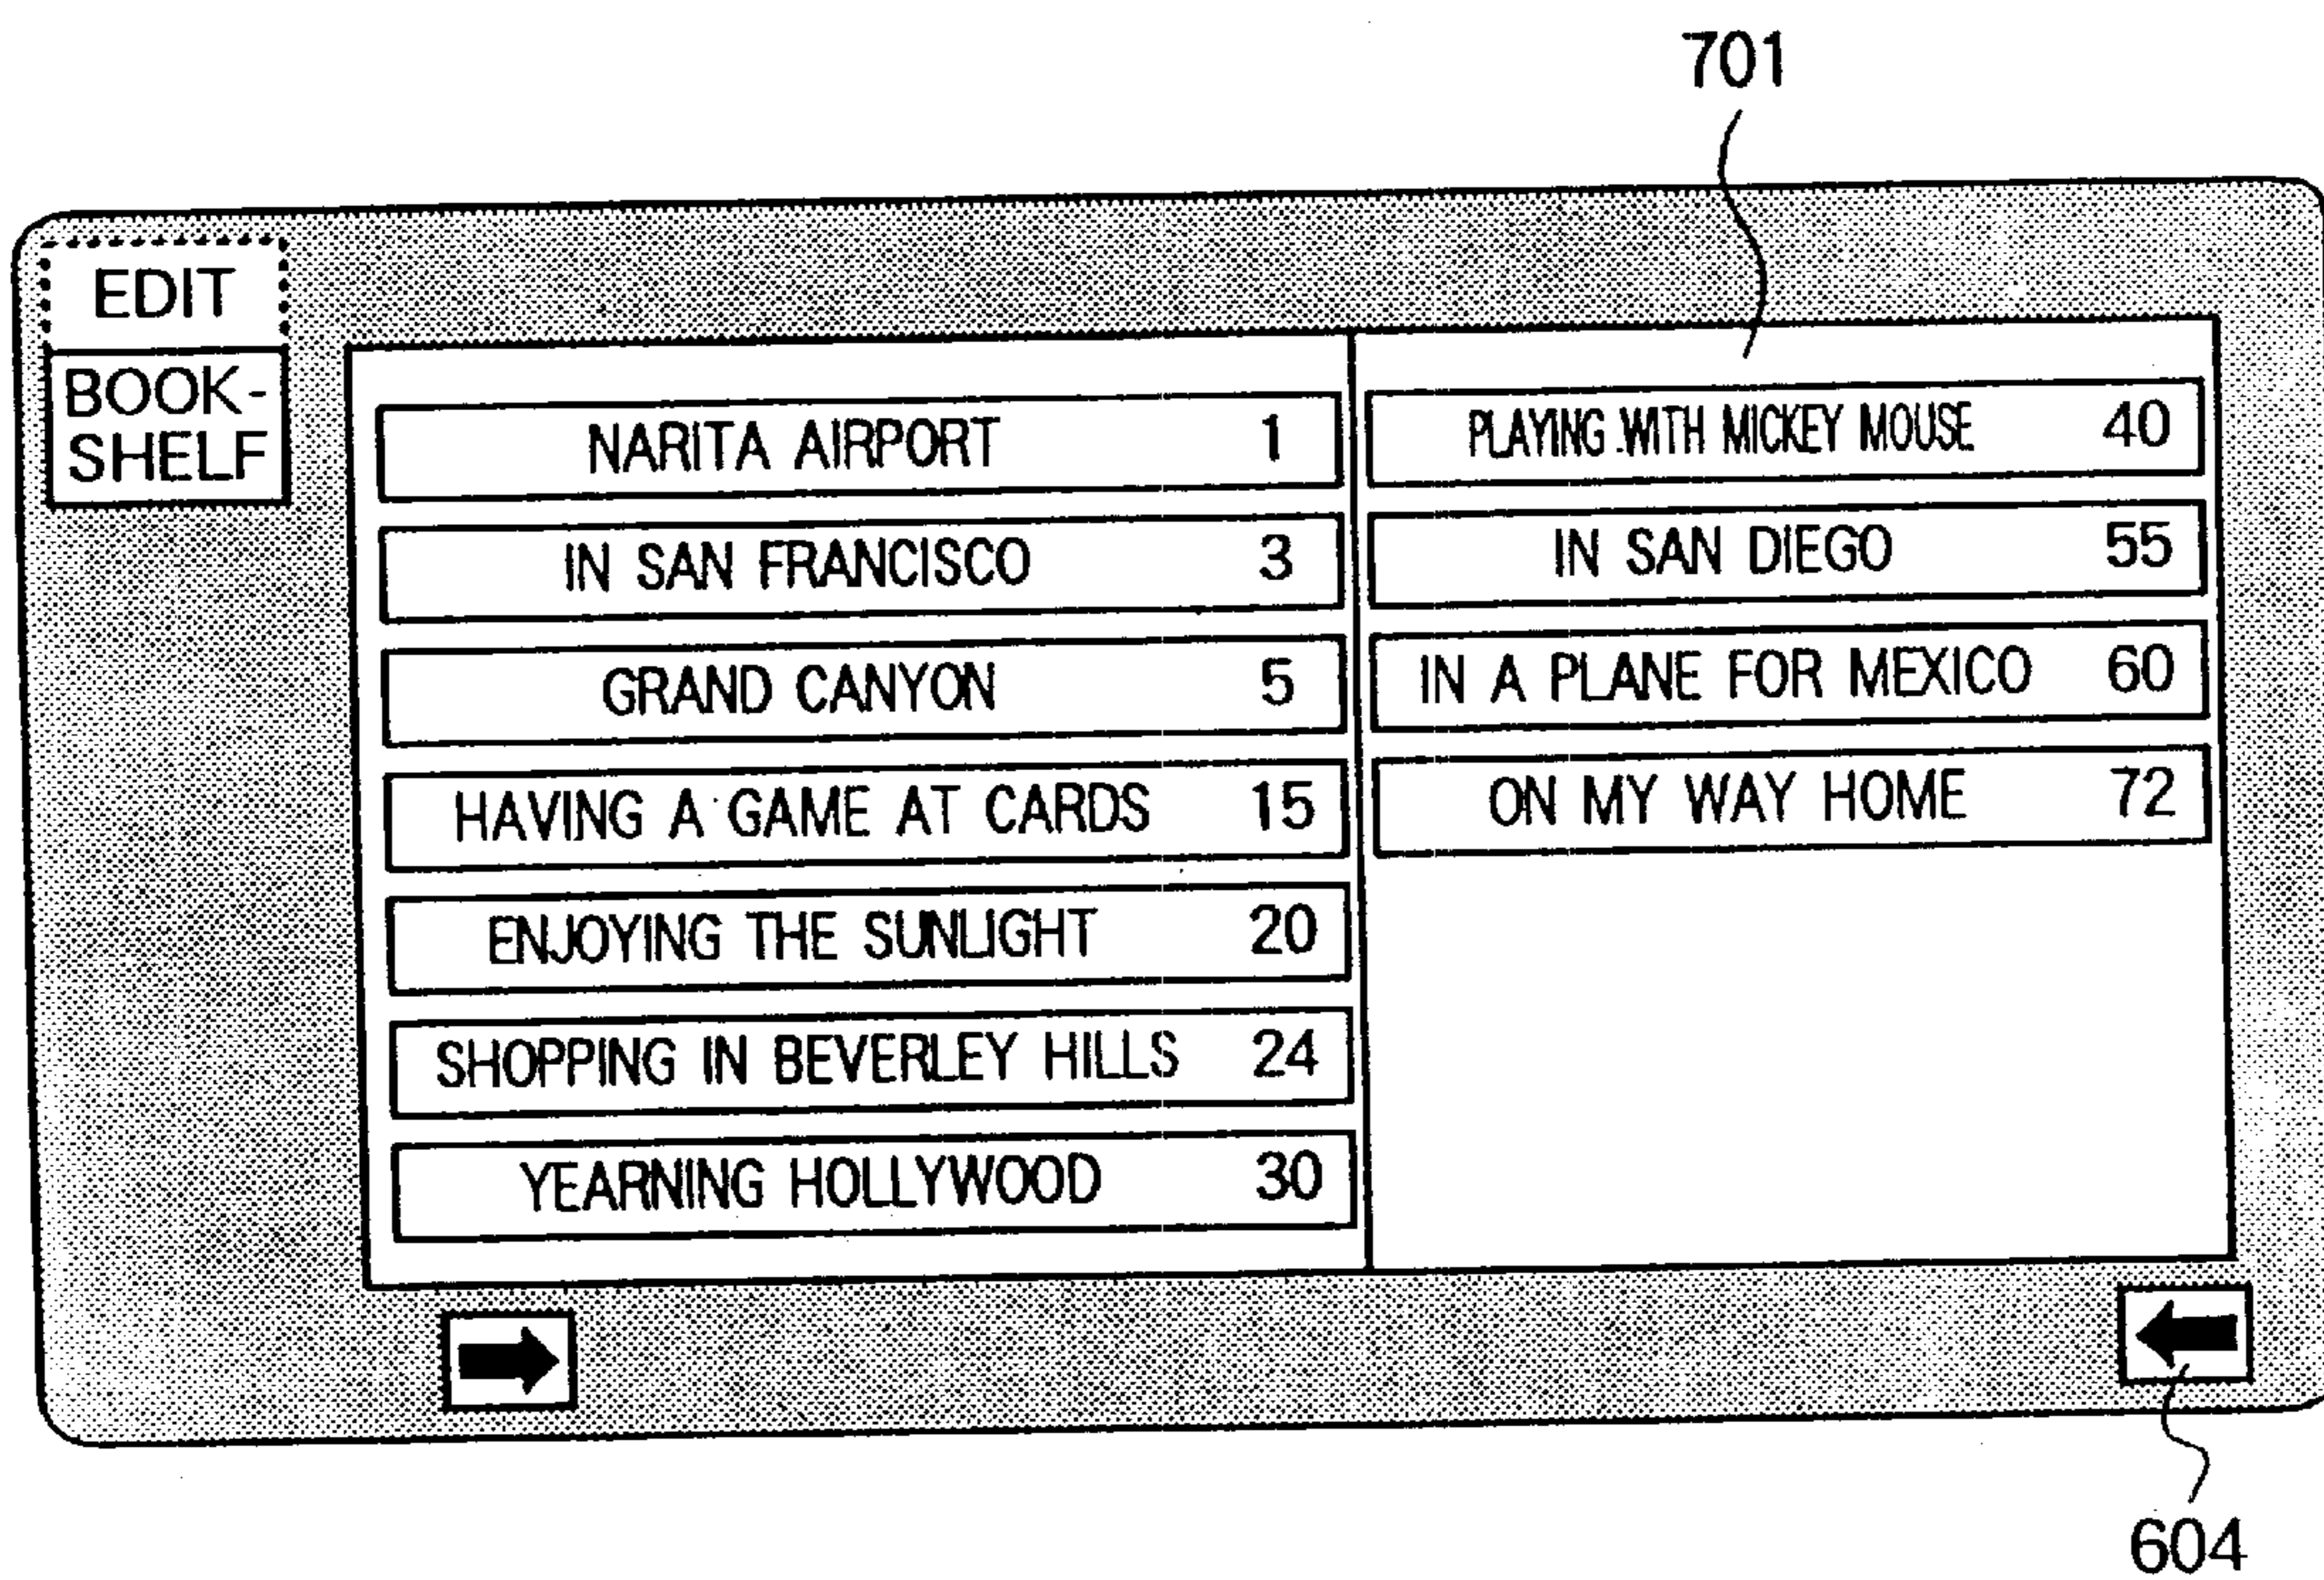 701
EDIT
BOOK-
SHELF
NARITA AIRPORT 1
IN SAN FRANCISCO 3
GRAND CANYON 5
HAVING A GAME AT CARDS 15
ENJOYING THE SUNLIGHT 20
SHOPPING IN BEVERLEY HILLS 24
YEARNING HOLLYWOOD 30
PLAYING WITH MICKEY MOUSE 40
IN SAN DIEGO 55
IN A PLANE FOR MEXICO 60
ON MY WAY HOME 72
604